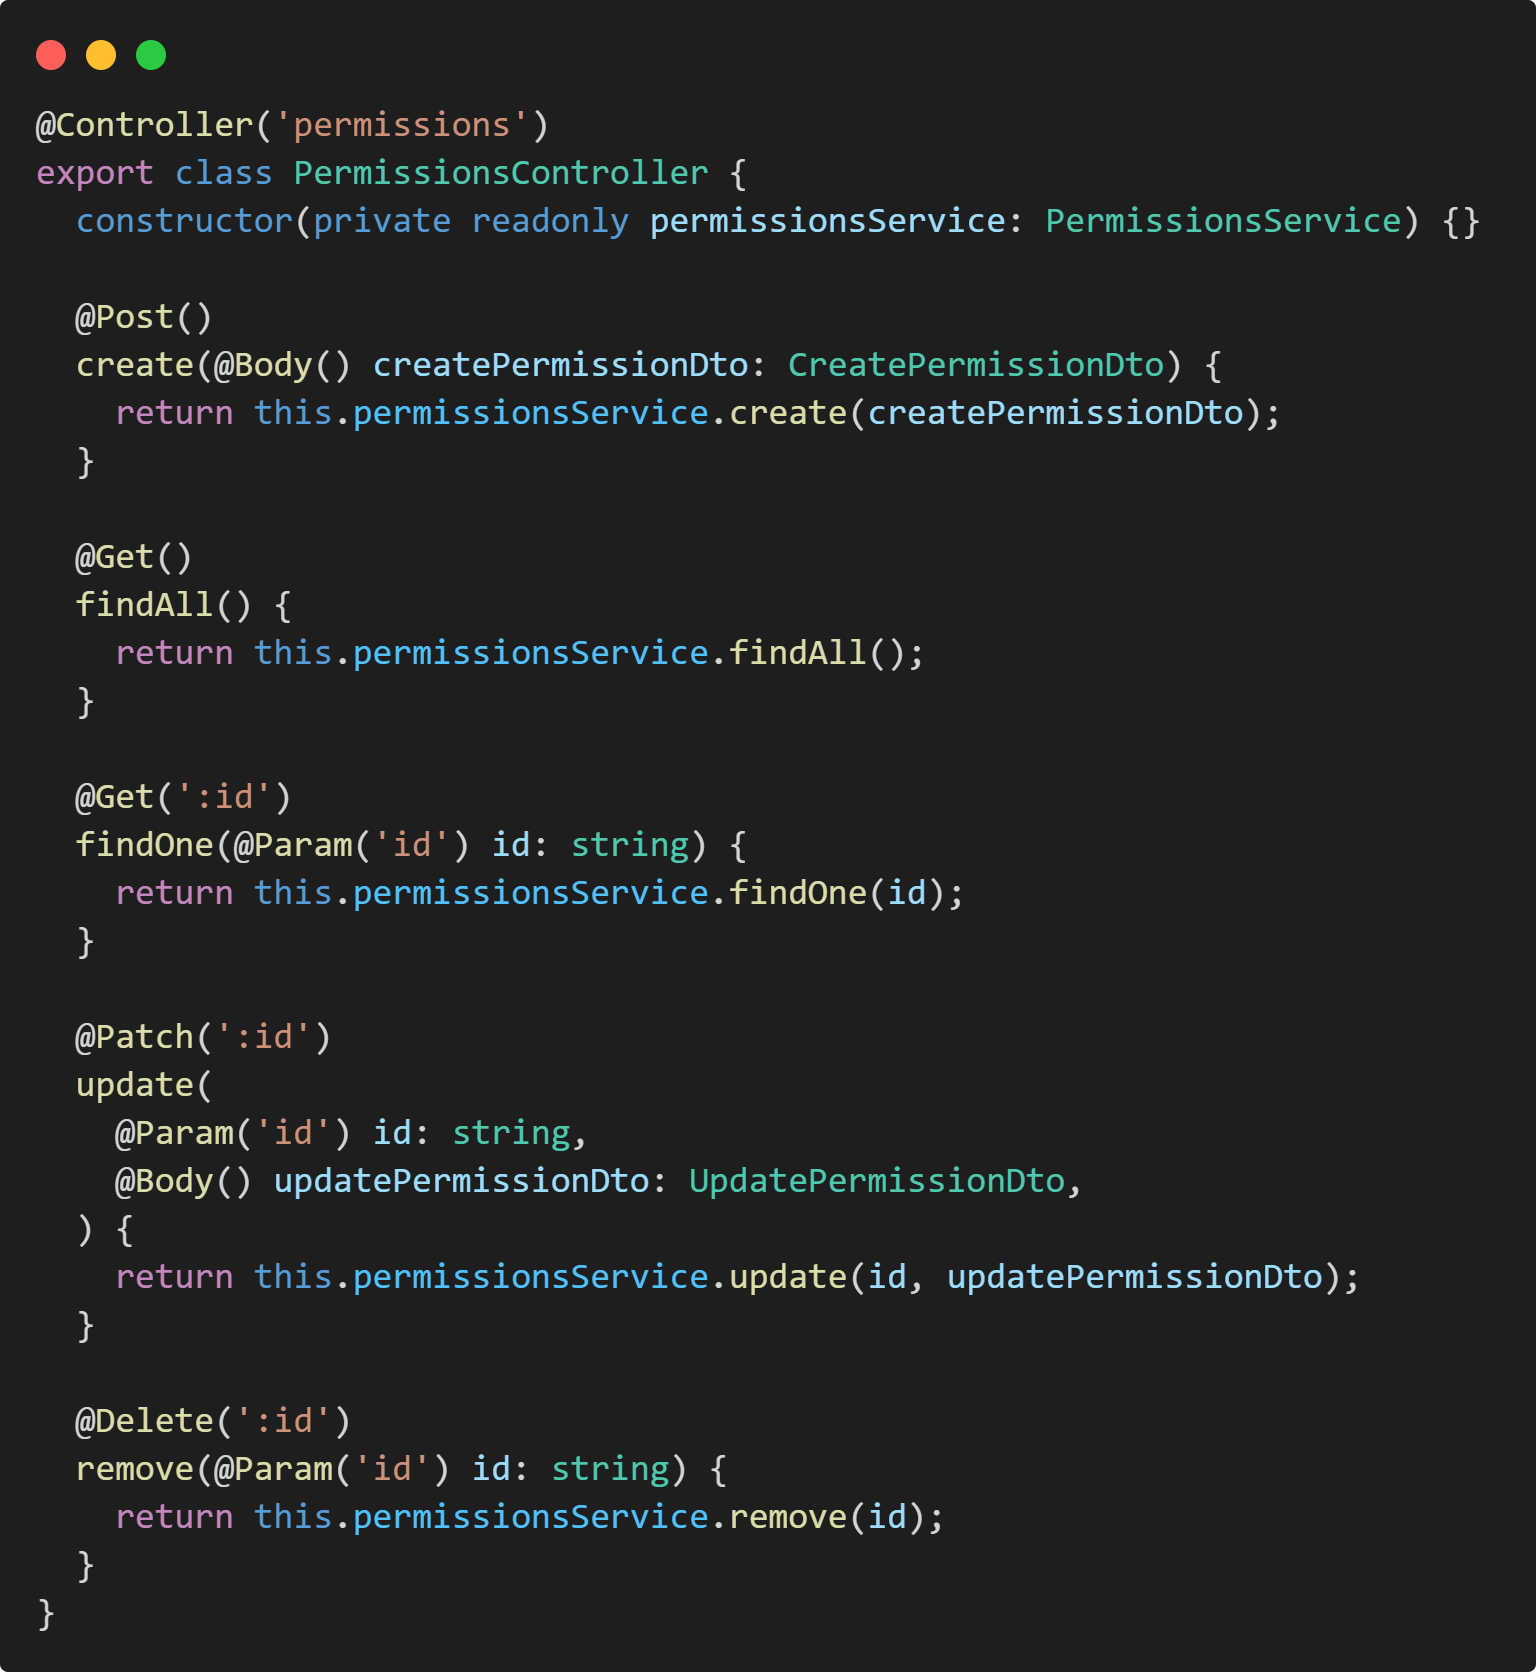 @Controller('permissions')
export class PermissionsController {
  constructor(private readonly permissionsService: PermissionsService) {}

  @Post()
  create(@Body() createPermissionDto: CreatePermissionDto) {
    return this.permissionsService.create(createPermissionDto);
  }

  @Get()
  findAll() {
    return this.permissionsService.findAll();
  }

  @Get(':id')
  findOne(@Param('id') id: string) {
    return this.permissionsService.findOne(id);
  }

  @Patch(':id')
  update(
    @Param('id') id: string,
    @Body() updatePermissionDto: UpdatePermissionDto,
  ) {
    return this.permissionsService.update(id, updatePermissionDto);
  }

  @Delete(':id')
  remove(@Param('id') id: string) {
    return this.permissionsService.remove(id);
  }
}